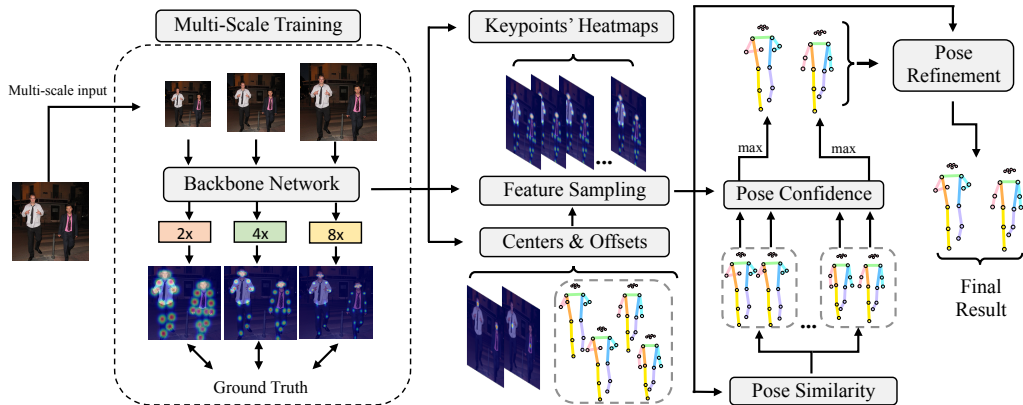 Multi-Scale Training
Multi-scale input
Backbone Network
2x
4x
8x
Ground Truth
Keypoints' Heatmaps
...
Feature Sampling
Centers & Offsets
max
max
Pose Confidence
...
Pose Similarity
Pose
Refinement
Final
Result